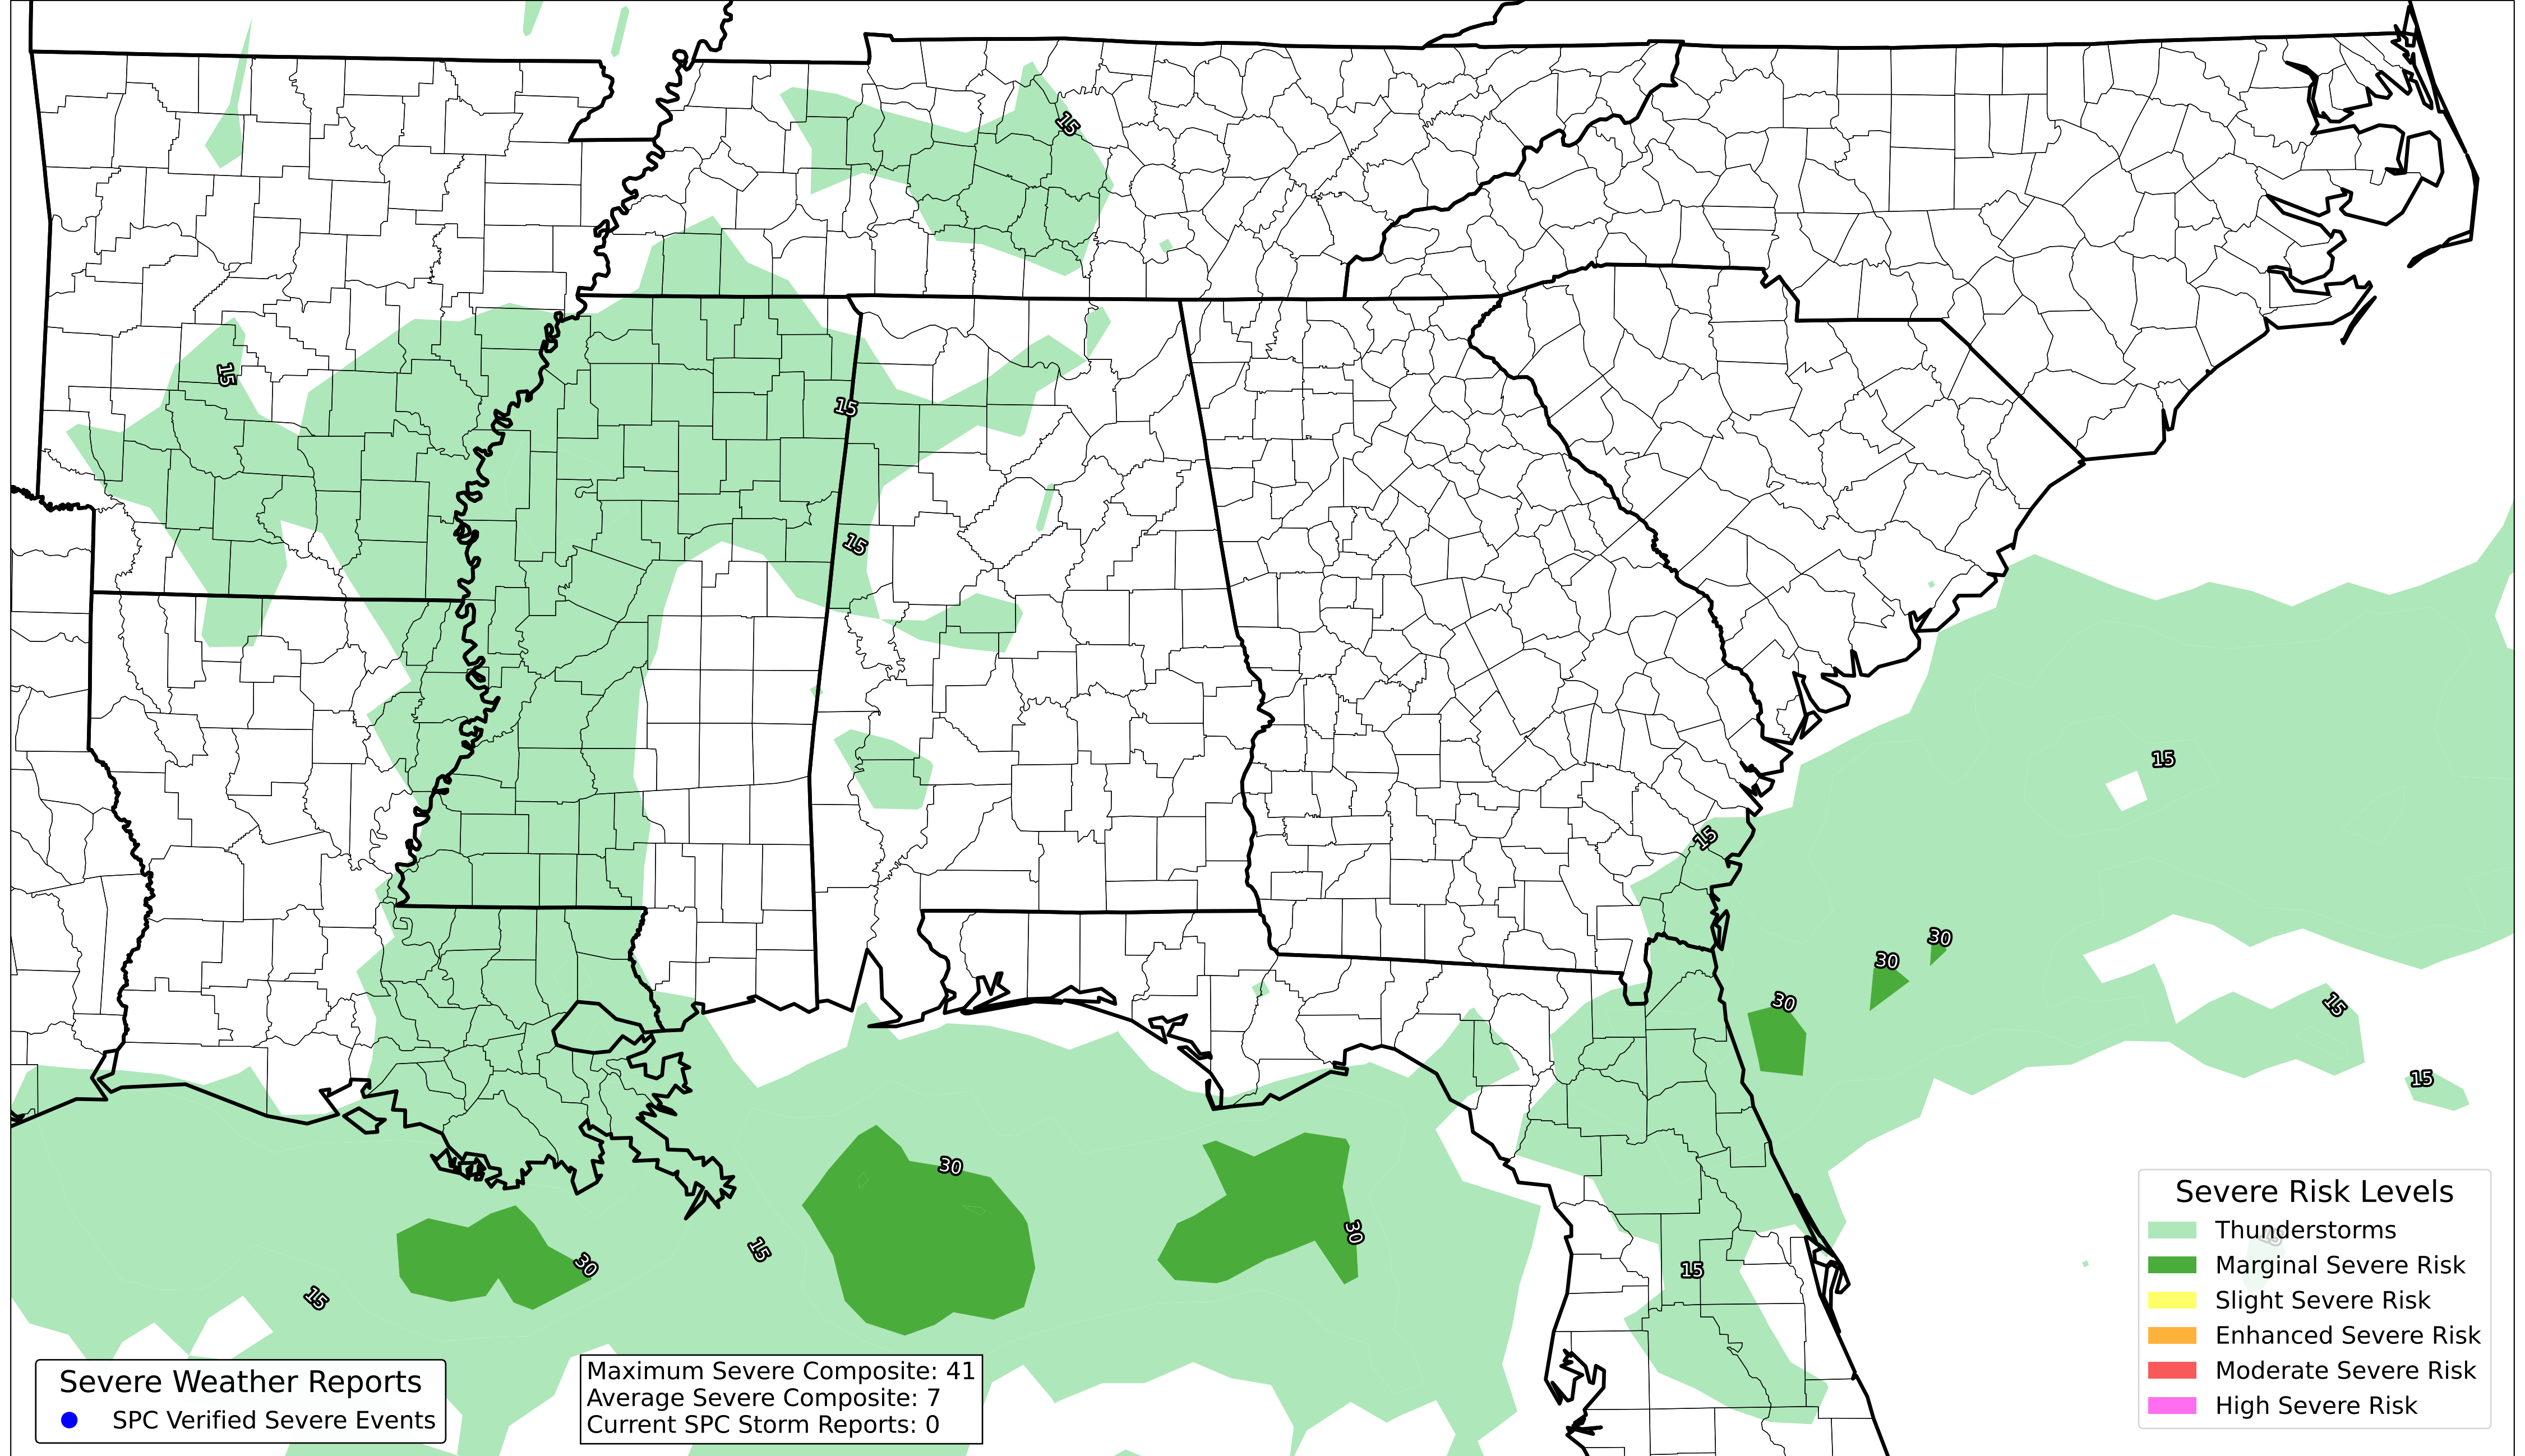 15
15
15
15
15
15
30
30
30
15
15
30
30
15
30
15
15
Severe Risk Levels
Thunderstorms
Marginal Severe Risk
Slight Severe Risk
Enhanced Severe Risk
Moderate Severe Risk
High Severe Risk
Severe Weather Reports
SPC Verified Severe Events
Maximum Severe Composite: 41
Average Severe Composite: 7
Current SPC Storm Reports: 0